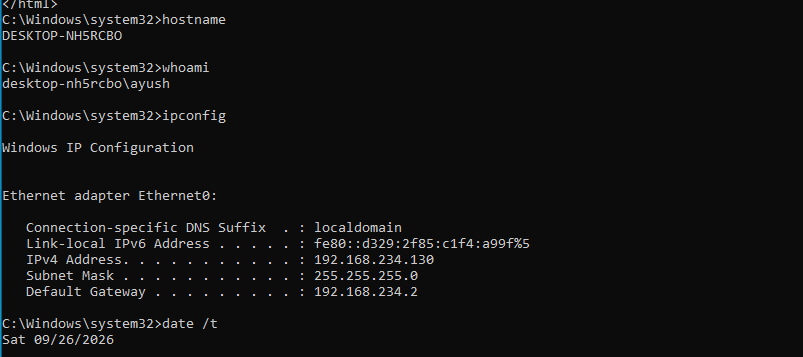 </html>
C:\Windows\system32>hostname
DESKTOP-NH5RCBO
C:\Windows\system32>whoami
desktop-nh5rcbo\ayush
C:\Windows\system32>ipconfig
Windows IP Configuration
Ethernet adapter Ethernet0:
Connection-specific DNS Suffix  . : localdomain
Link-local IPv6 Address . . . . . : fe80::d329:2f85:c1f4:a99f%5
IPv4 Address. . . . . . . . . . . : 192.168.234.130
Subnet Mask . . . . . . . . . . . : 255.255.255.0
Default Gateway . . . . . . . . . : 192.168.234.2
C:\Windows\system32>date /t
Sat 09/26/2026